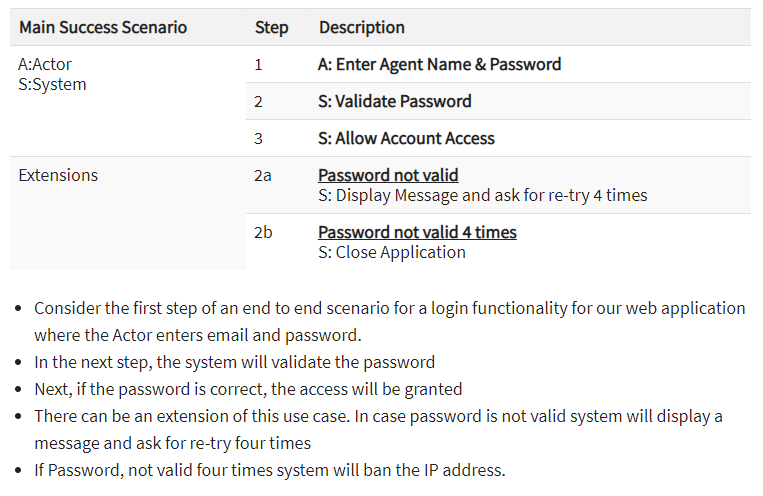 Main Success Scenario Step Description
A:Actor 1 A: Enter Agent Name & Password
S:System
2 S: Validate Password
3 S: Allow Account Access
Extensions 2a Password not valid
S: Display Message and ask for re-try 4 times
2b Password not valid 4 times
S: Close Application
• Consider the first step of an end to end scenario for a login functionality for our web application
where the Actor enters email and password.
• In the next step, the system will validate the password
• Next, if the password is correct, the access will be granted
• There can be an extension of this use case. In case password is not valid system will display a
message and ask for re-try four times
• If Password, not valid four times system will ban the IP address.